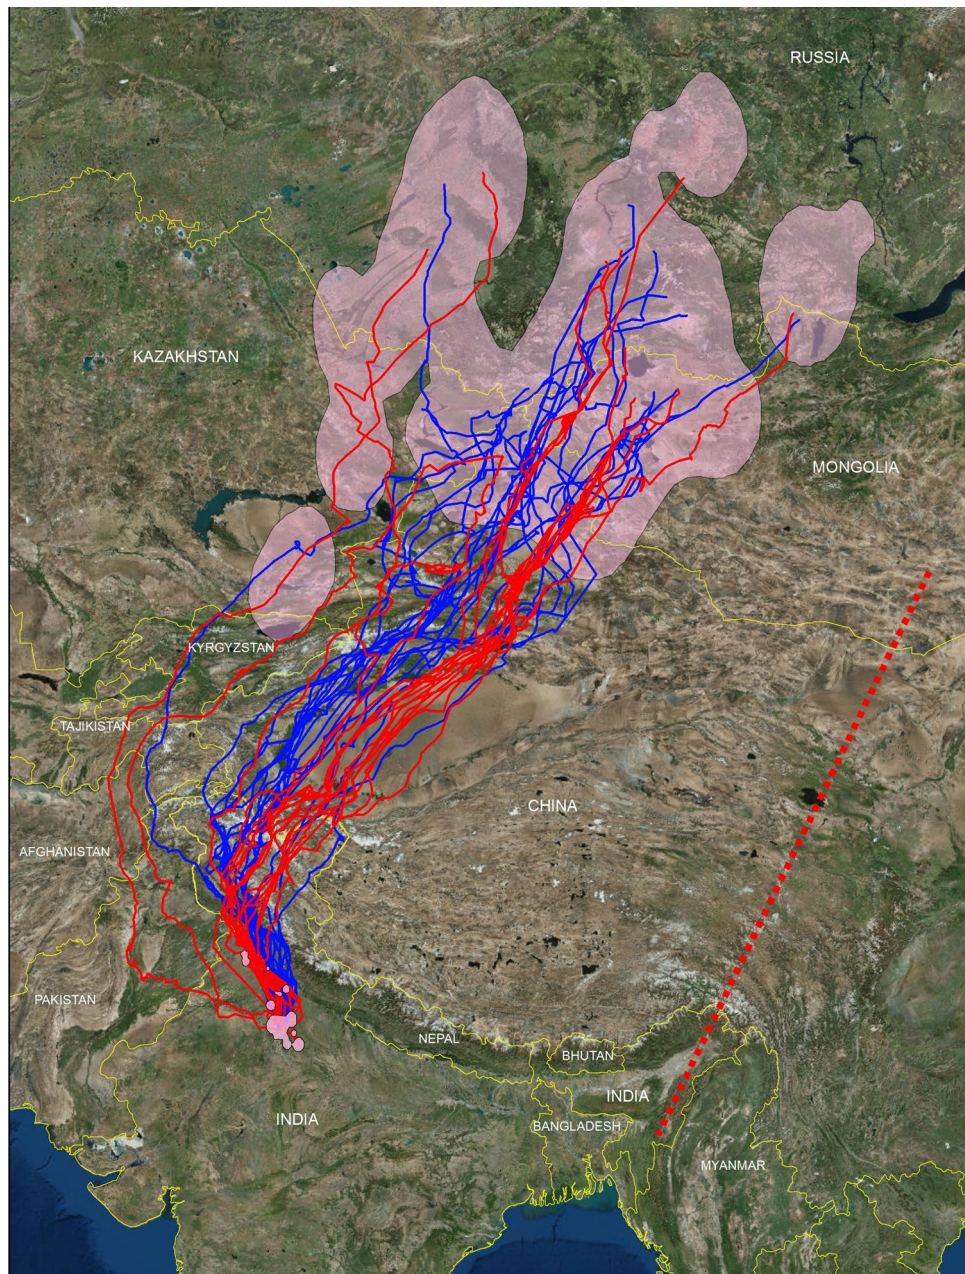 RUSSIA
KAZAKHSTAN
MONGOLIA
KYRGYZSTAN
TAJIKISTAN
CHINA
AFGHANISTAN
PAKISTAN
NEPAL
BHUTAN
INDIA
INDIA
BANGLADESH
MYANMAR